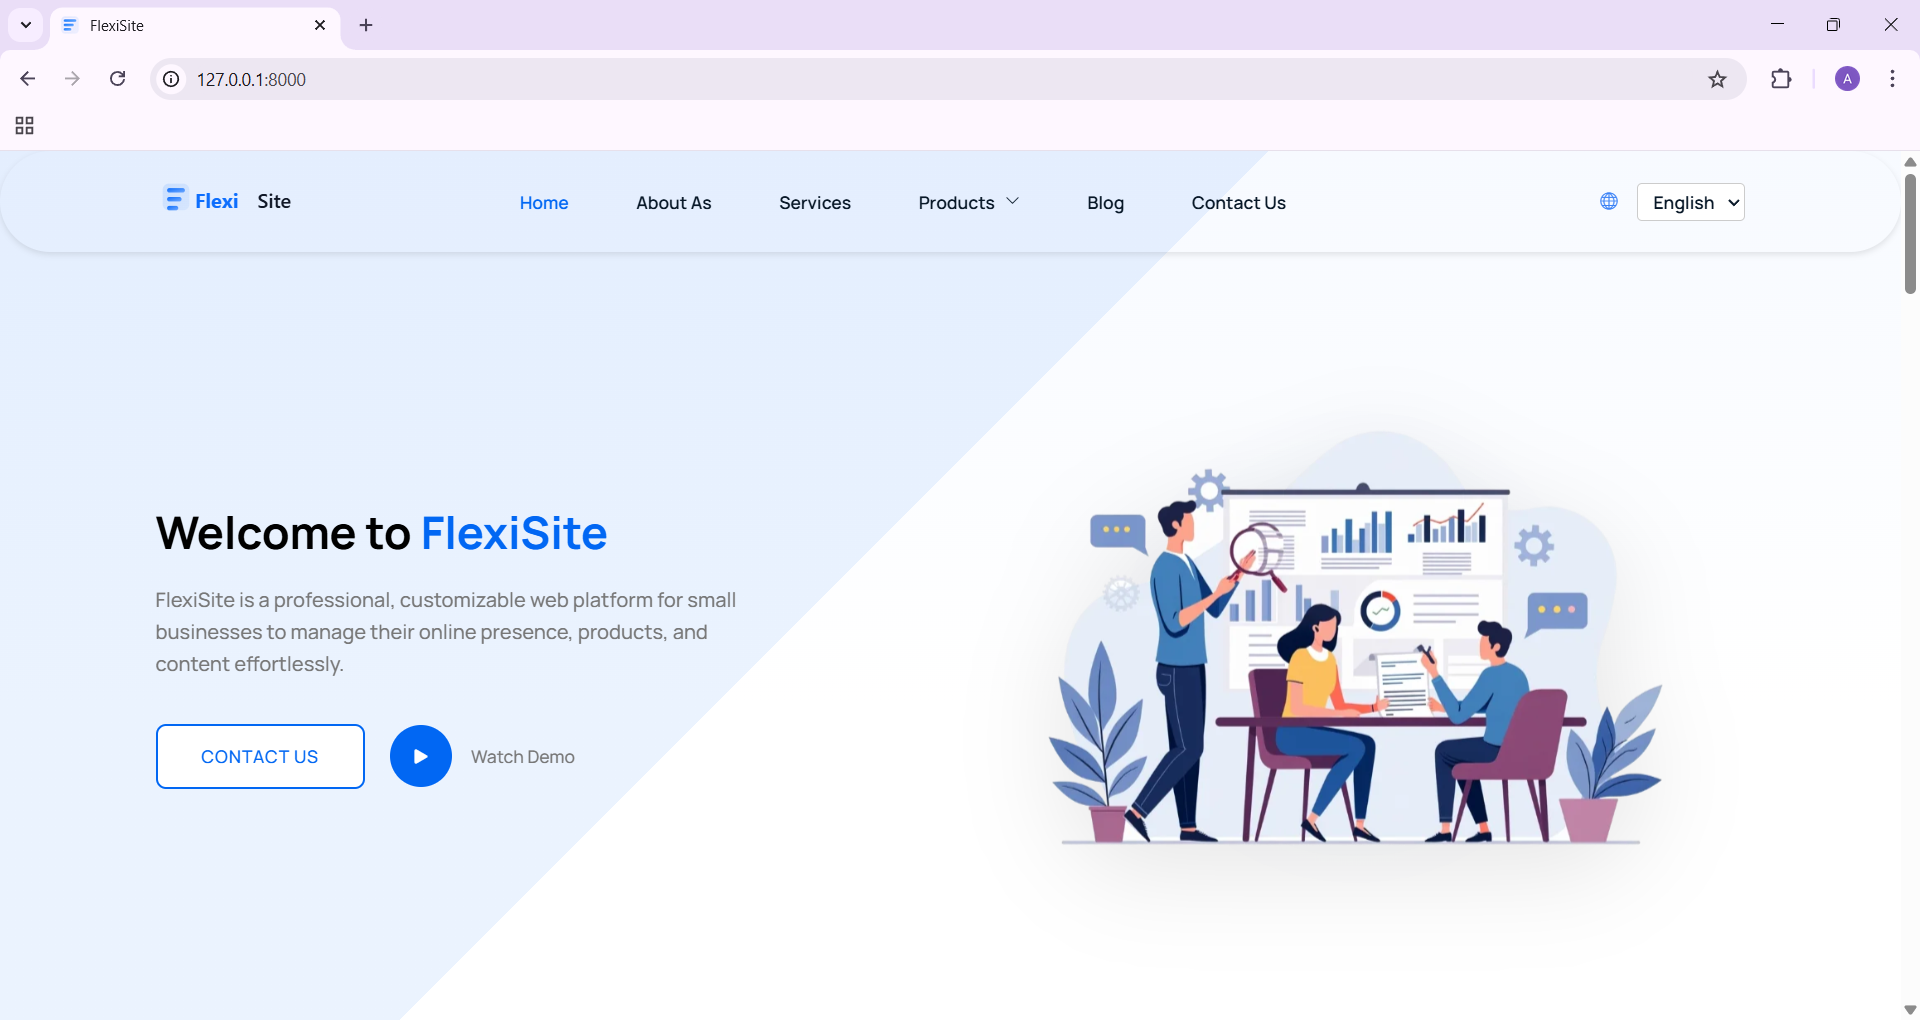 FlexiSite
127.0.0.1:8000
A
Flexi Site
Home
About As
Services
Products
Blog
Contact Us
English
Welcome to FlexiSite
FlexiSite is a professional, customizable web platform for small
businesses to manage their online presence, products, and
content effortlessly.
CONTACT US
Watch Demo